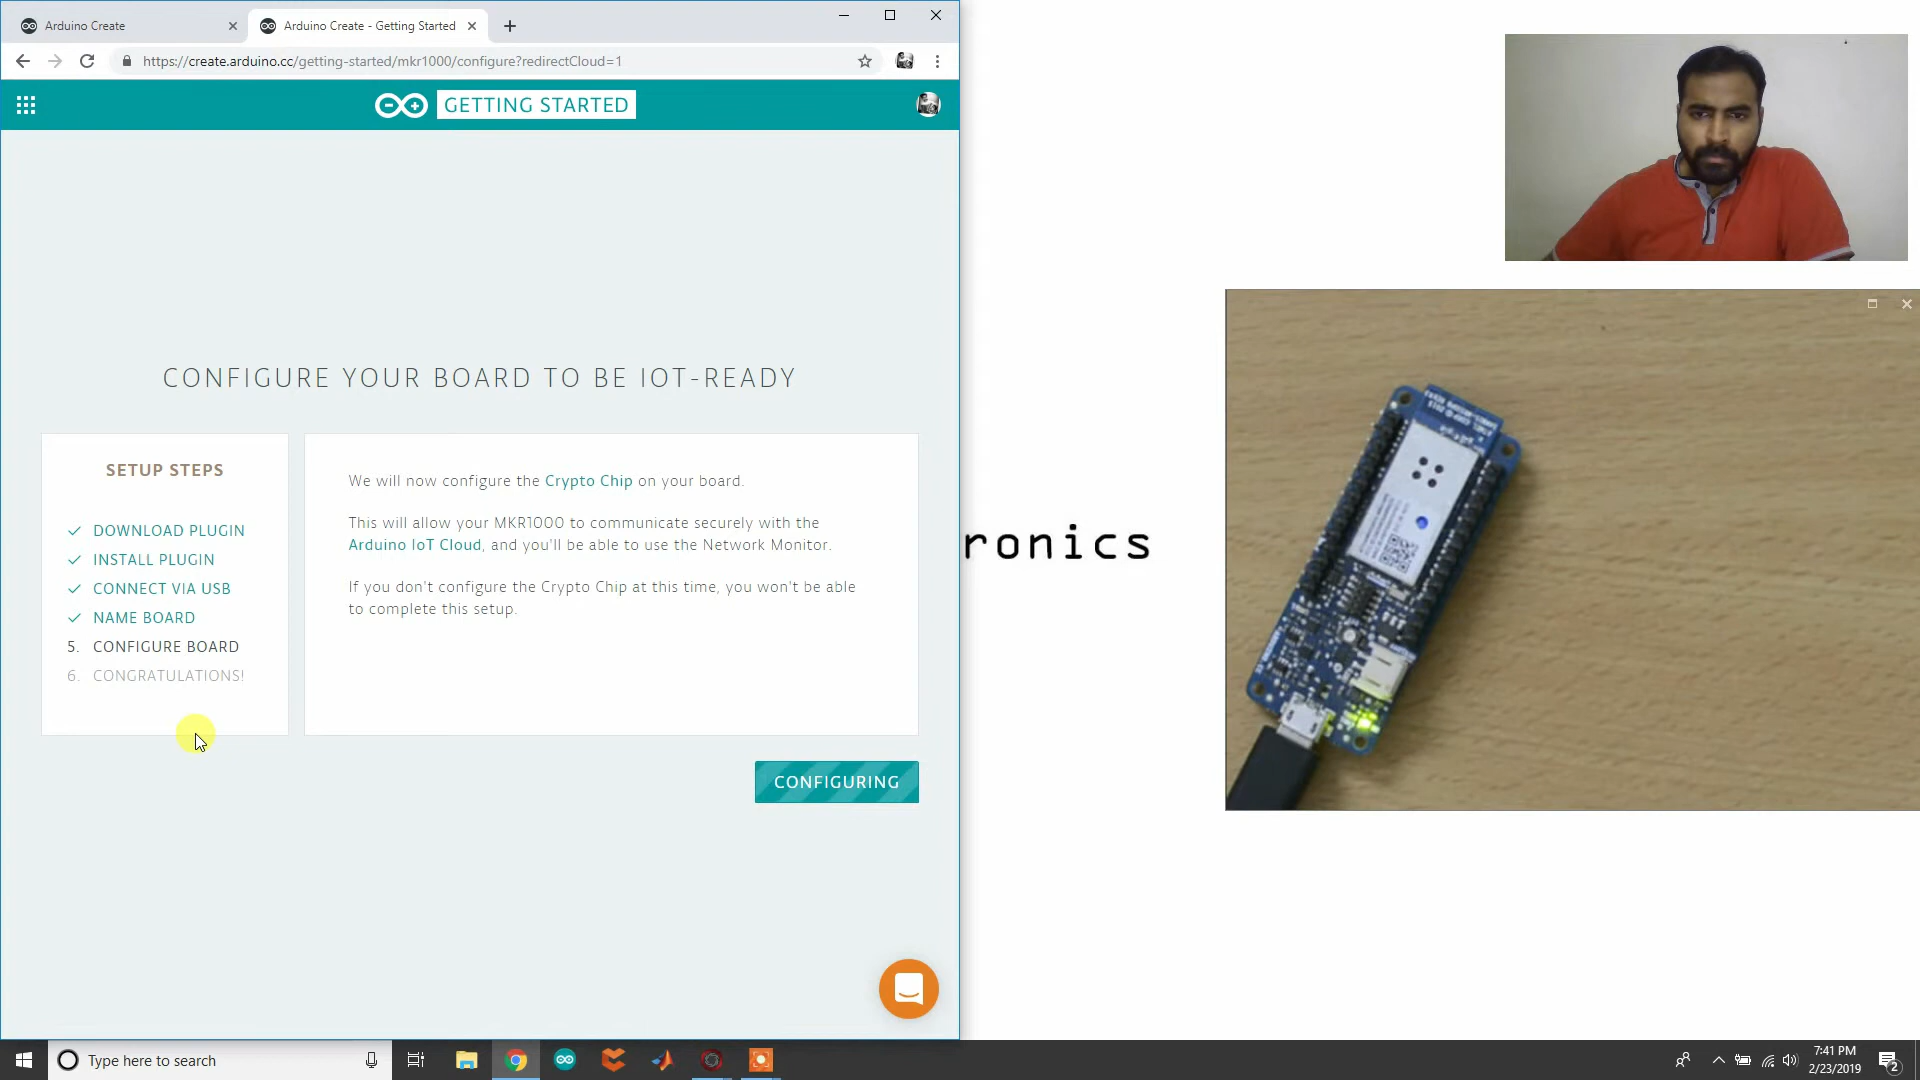 Arduino Create
Arduino Create - Getting Started
https://create.arduino.cc/getting-started/mkr1000/configure?redirectCloud=1
GETTING STARTED
CONFIGURE YOUR BOARD TO BE IOT-READY
SETUP STEPS
DOWNLOAD PLUGIN
INSTALL PLUGIN
CONNECT VIA USB
NAME BOARD
5. CONFIGURE BOARD
6. CONGRATULATIONS!
We will now configure the Crypto Chip on your board.
This will allow your MKR1000 to communicate securely with the
Arduino IoT Cloud, and you'll be able to use the Network Monitor.
If you don't configure the Crypto Chip at this time, you won't be able
to complete this setup.
CONFIGURING
ronics
Type here to search
7:41 PM
2/23/2019
2